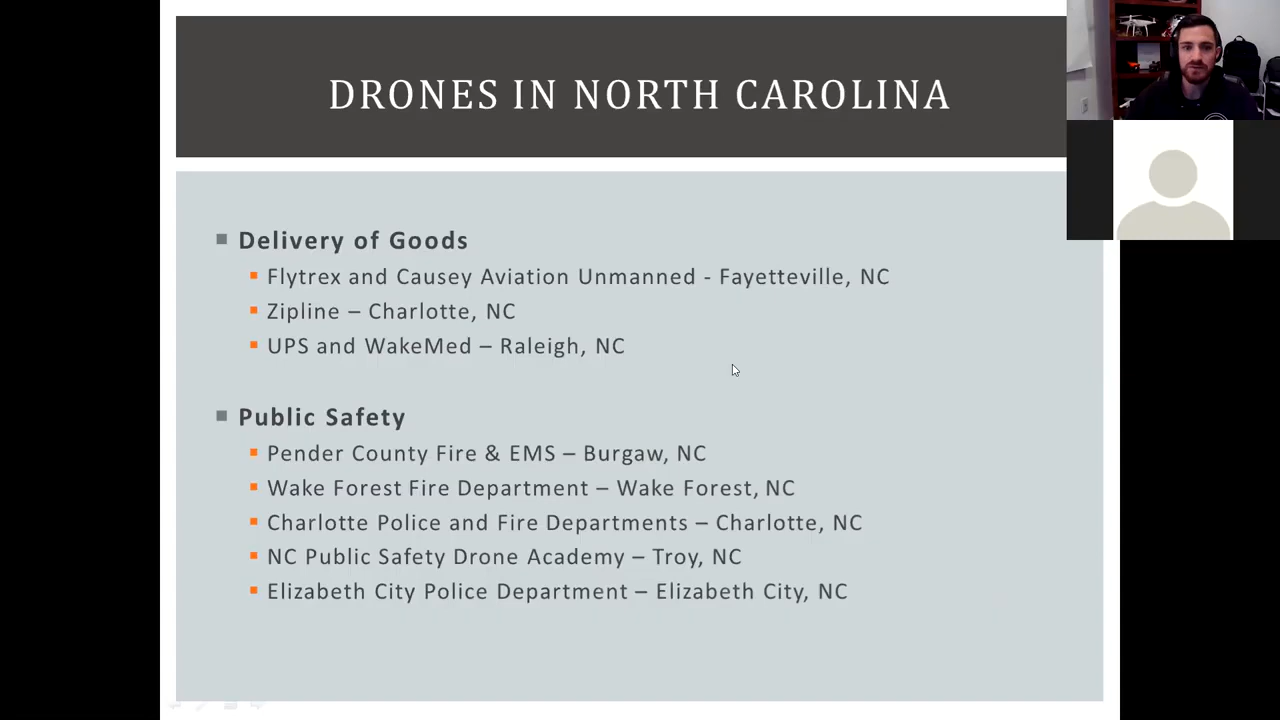 DRONES IN NORTH CAROLINA
Delivery of Goods
Flytrex and Causey Aviation Unmanned - Fayetteville, NC
Zipline – Charlotte, NC
UPS and WakeMed – Raleigh, NC
Public Safety
Pender County Fire & EMS – Burgaw, NC
Wake Forest Fire Department – Wake Forest, NC
Charlotte Police and Fire Departments – Charlotte, NC
NC Public Safety Drone Academy – Troy, NC
Elizabeth City Police Department – Elizabeth City, NC